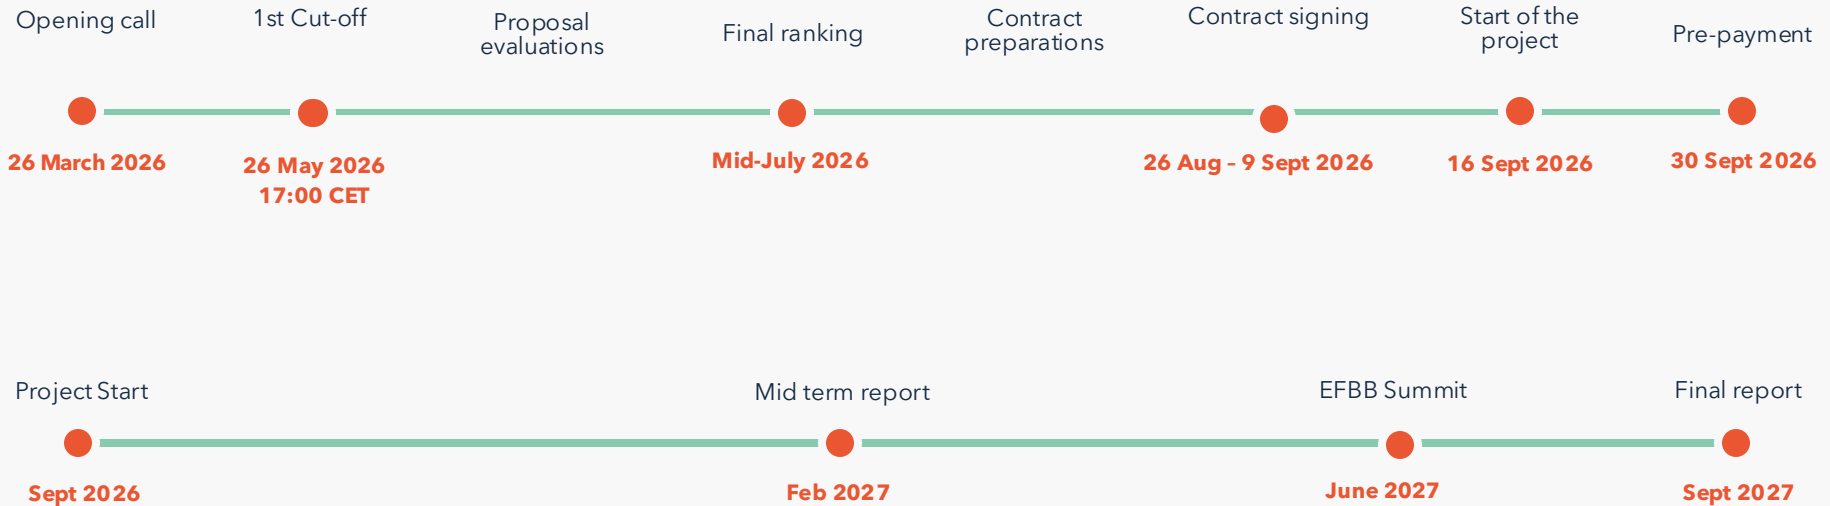 Opening call
1st Cut-off
Proposal
evaluations
Final ranking
Contract
preparations
Contract signing
Start of the
project
Pre-payment
26 March 2026
26 May 2026
17:00 CET
Mid-July 2026
26 Aug – 9 Sept 2026
16 Sept 2026
30 Sept 2026
Project Start
Mid term report
EFBB Summit
Final report
Sept 2026
Feb 2027
June 2027
Sept 2027